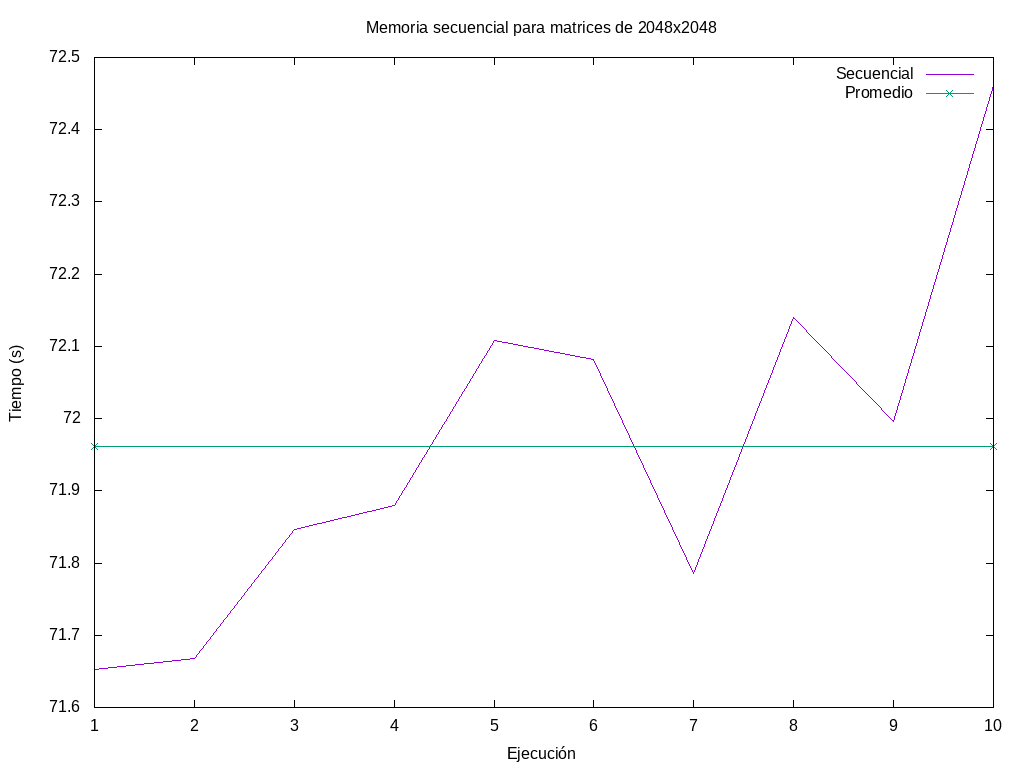 Memoria secuencial para matrices de 2048x2048
Secuencial
Promedio
72.5
72.4
72.3
72.2
72.1
72
71.9
71.8
71.7
71.6
Tiempo (s)
1 2 3 4 5 6 7 8 9 10
Ejecución